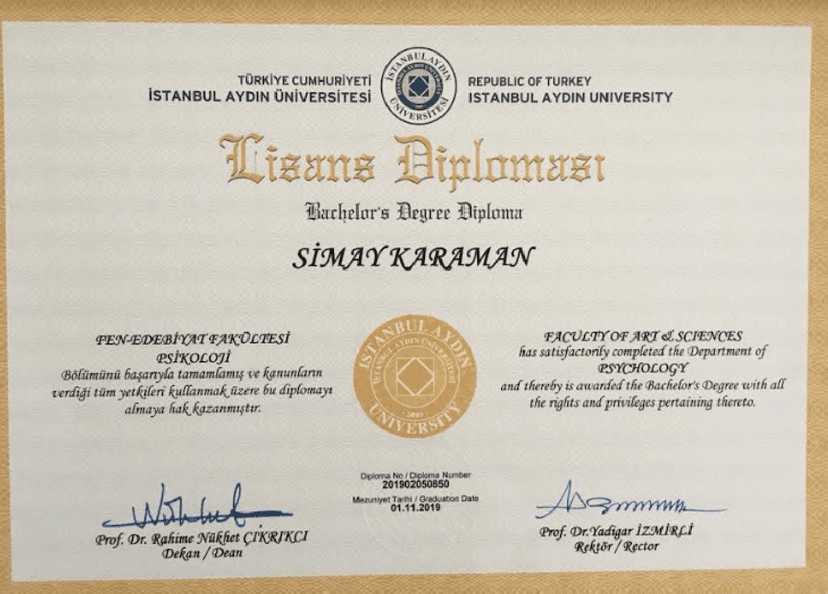 TÜRKİYE CUMHURİYETİ
İSTANBUL AYDIN ÜNİVERSİTESİ
İSTANBUL AYDIN
ÜNİVERSİTESİ
REPUBLIC OF TURKEY
ISTANBUL AYDIN UNIVERSITY
Lisans Diploması
Bachelor's Degree Diploma
SİMAY KARAMAN
FEN-EDEBİYAT FAKÜLTESİ
PSİKOLOJİ
Bölümünü başarıyla tamamlamış ve kanunların
verdiği tüm yetkileri kullanmak üzere bu diplomayı
almaya hak kazanmıştır.
ISTANBUL AYDIN
UNIVERSITY
FACULTY OF ART & SCIENCES
has satisfactorily completed the Department of
PSYCHOLOGY
and thereby is awarded the Bachelor's Degree with all
the rights and privileges pertaining thereto.
Diploma No / Diploma Number
201902050850
Mezuniyet Tarihi / Graduation Date
01.11.2019
Prof. Dr. Rahime Nükhet ÇIKRIKCI
Dekan / Dean
Prof. Dr.Yadigar İZMİRLİ
Rektör / Rector